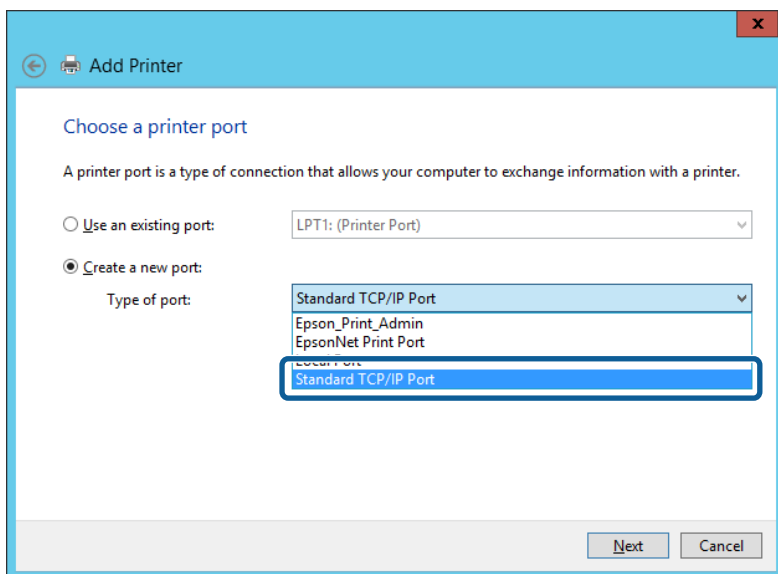 x
Add Printer
Choose a printer port
A printer port is a type of connection that allows your computer to exchange information with a printer.
Use an existing port: LPT1: (Printer Port)
Create a new port:
Type of port: Standard TCP/IP Port
Epson_Print_Admin
EpsonNet Print Port
Local Port
Standard TCP/IP Port
Next Cancel